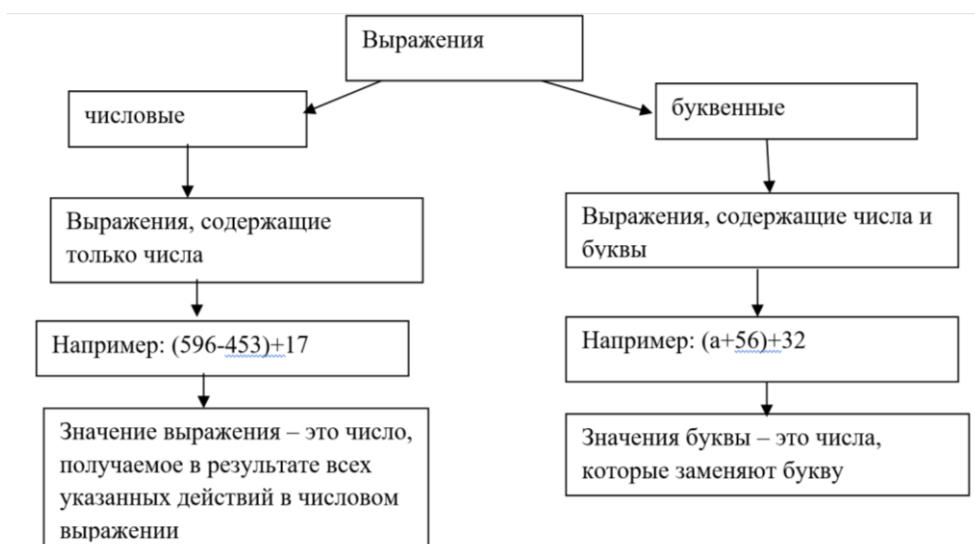 Выражения
числовые
буквенные
Выражения, содержащие
только числа
Выражения, содержащие числа и
буквы
Например: (596-453)+17
Например: (а+56)+32
Значение выражения – это число,
получаемое в результате всех
указанных действий в числовом
выражении
Значения буквы – это числа,
которые заменяют букву